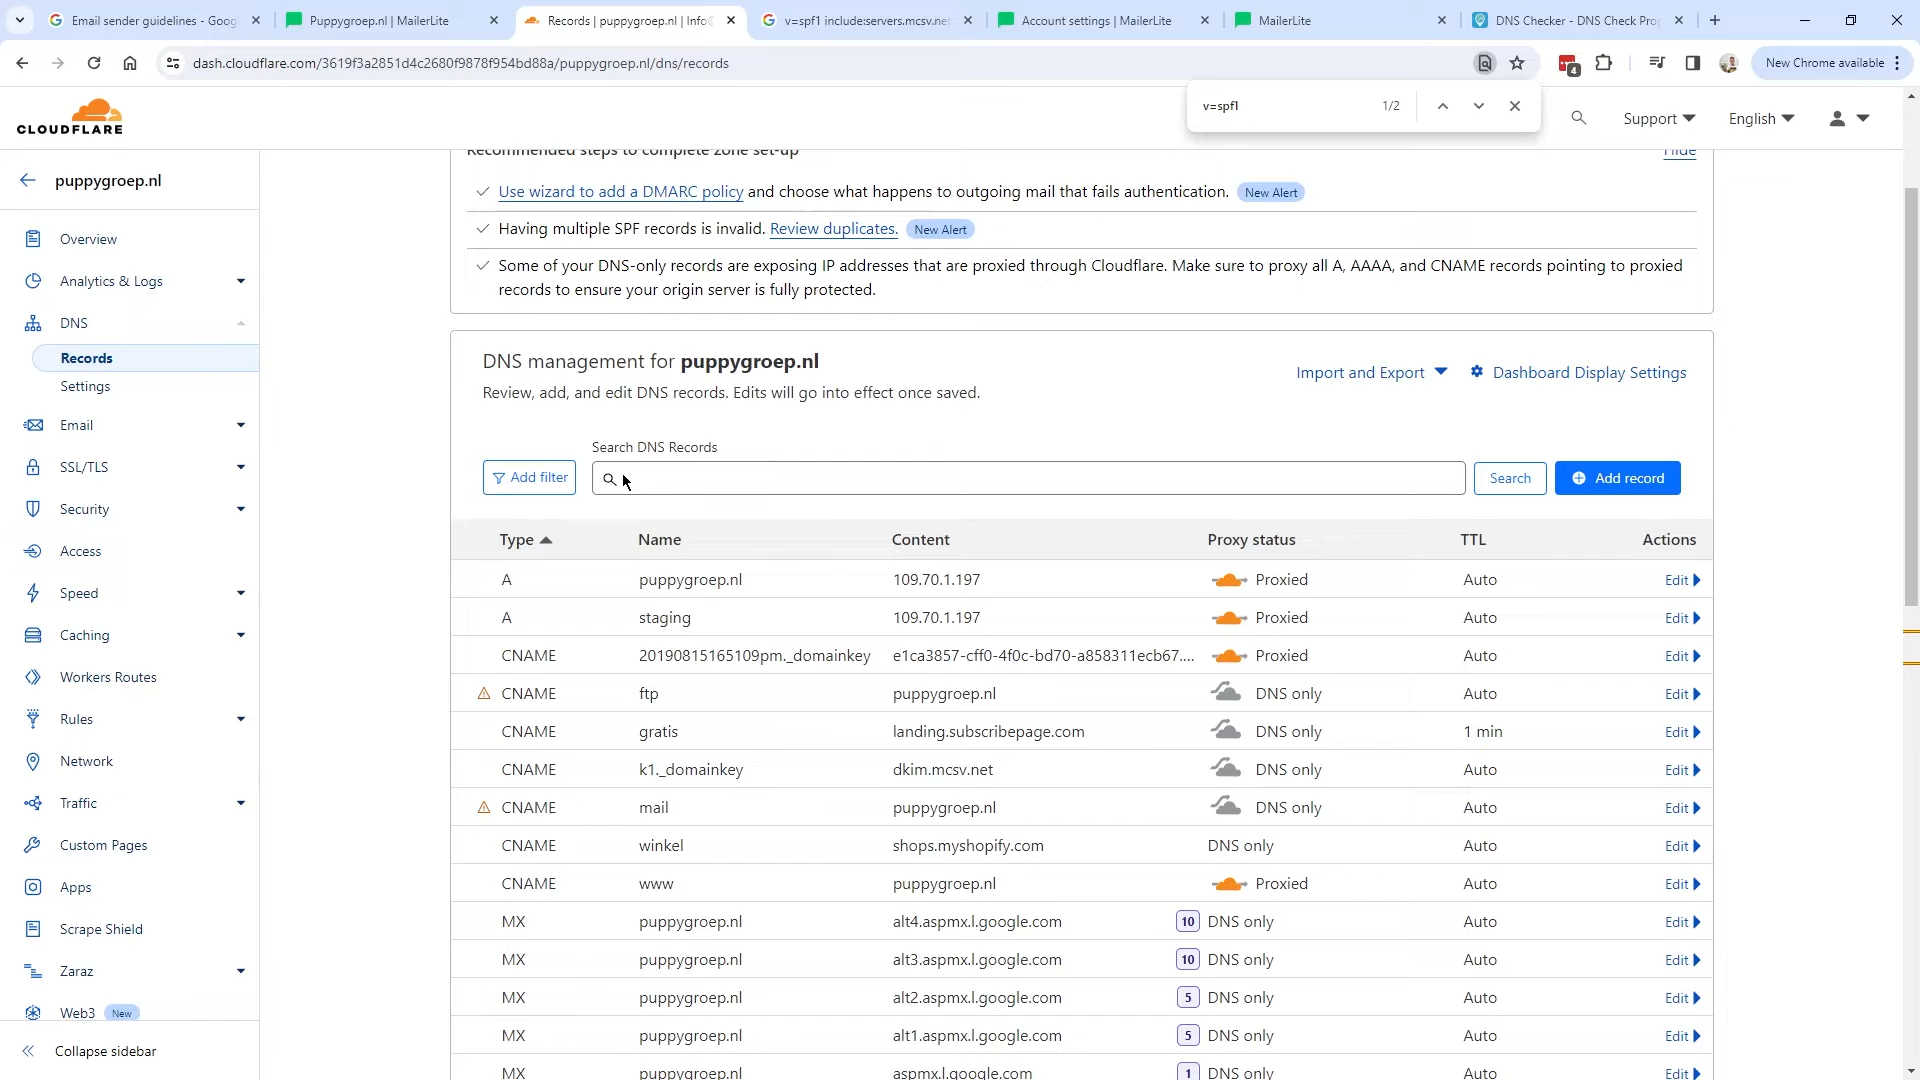 Email sender guidelines - Goog
Puppygroep.nl | MailerLite
Records | puppygroep.nl | Info@
v=spf1 include:servers.mcsv.ne
Account settings | MailerLite
MailerLite
DNS Checker - DNS Check Prop
dash.cloudflare.com/3619f3a2851d4c2680f9878f954bd88a/puppygroep.nl/dns/records
4
New Chrome available
v=spf1
1/2
CLOUDFLARE
Support
English
puppygroep.nl
Overview
Analytics & Logs
DNS
Records
Settings
Email
SSL/TLS
Security
Access
Speed
Caching
Workers Routes
Rules
Network
Traffic
Custom Pages
Apps
Scrape Shield
Zaraz
Web3 New
Collapse sidebar
Recommended steps to complete zone set-up
Hide
Use wizard to add a DMARC policy and choose what happens to outgoing mail that fails authentication. New Alert
Having multiple SPF records is invalid. Review duplicates. New Alert
Some of your DNS-only records are exposing IP addresses that are proxied through Cloudflare. Make sure to proxy all A, AAAA, and CNAME records pointing to proxied
records to ensure your origin server is fully protected.
DNS management for puppygroep.nl
Review, add, and edit DNS records. Edits will go into effect once saved.
Import and Export
Dashboard Display Settings
Search DNS Records
Add filter
Search
Add record
Type Name Content Proxy status TTL Actions
A puppygroep.nl 109.70.1.197 Proxied Auto Edit
A staging 109.70.1.197 Proxied Auto Edit
CNAME 20190815165109pm._domainkey e1ca3857-cff0-4f0c-bd70-a858311ecb67.... Proxied Auto Edit
CNAME ftp puppygroep.nl DNS only Auto Edit
CNAME gratis landing.subscribepage.com DNS only 1 min Edit
CNAME k1._domainkey dkim.mcsv.net DNS only Auto Edit
CNAME mail puppygroep.nl DNS only Auto Edit
CNAME winkel shops.myshopify.com DNS only Auto Edit
CNAME www puppygroep.nl Proxied Auto Edit
MX puppygroep.nl alt4.aspmx.l.google.com 10 DNS only Auto Edit
MX puppygroep.nl alt3.aspmx.l.google.com 10 DNS only Auto Edit
MX puppygroep.nl alt2.aspmx.l.google.com 5 DNS only Auto Edit
MX puppygroep.nl alt1.aspmx.l.google.com 5 DNS only Auto Edit
MX puppygroep.nl aspmx.l.google.com 1 DNS only Auto Edit